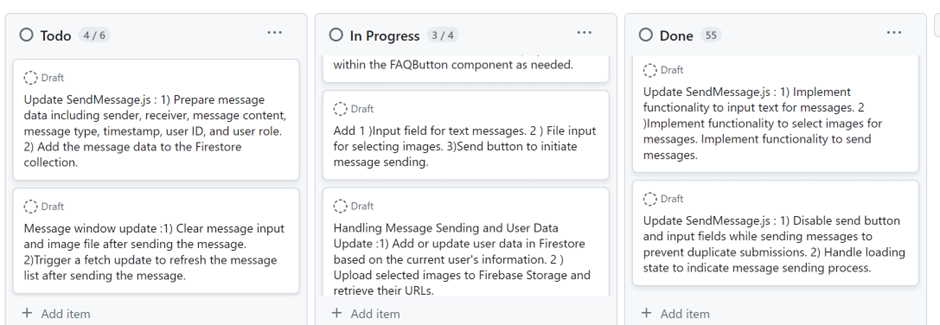 Todo 4 / 6 ...
Draft
Update SendMessage.js : 1) Prepare message
data including sender, receiver, message content,
message type, timestamp, user ID, and user role.
2) Add the message data to the Firestore
collection.
Draft
Message window update :1) Clear message input
and image file after sending the message.
2)Trigger a fetch update to refresh the message
list after sending the message.
+ Add item
In Progress 3 / 4 ...
within the FAQButton component as needed.
Draft
Add 1 )Input field for text messages. 2 ) File input
for selecting images. 3)Send button to initiate
message sending.
Draft
Handling Message Sending and User Data
Update :1) Add or update user data in Firestore
based on the current user's information. 2 )
Upload selected images to Firebase Storage and
retrieve their URLs.
+ Add item
Done 55 ...
Draft
Update SendMessage.js : 1) Implement
functionality to input text for messages. 2
)Implement functionality to select images for
messages. Implement functionality to send
messages.
Draft
Update SendMessage.js : 1) Disable send button
and input fields while sending messages to
prevent duplicate submissions. 2) Handle loading
state to indicate message sending process.
+ Add item